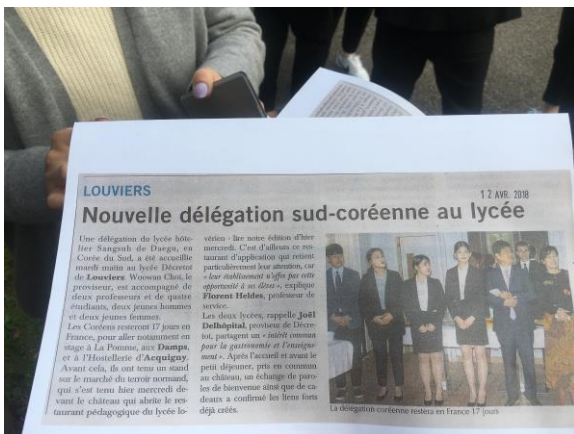 LOUVIERS
12 AVR. 2018
Nouvelle délégation sud-coréenne au lycée
Une délégation du lycée hôte-
lier Sangsuh de Daegu, en
Corée du Sud, a été accueillie
mardi matin au lycée Décretot
de Louviers. Woowan Choi, le
proviseur, est accompagné de
deux professeurs et de quatre
étudiants, deux jeunes hommes
et deux jeunes femmes.
Les Coréens resteront 17 jours en
France, pour aller notamment en
stage à La Pomme, aux Damps,
et à l'Hostellerie d'Acquigny.
Avant cela, ils ont tenu un stand
sur le marché du terroir normand,
qui s'est tenu hier mercredi de-
vant le château qui abrite le res-
taurant pédagogique du lycée lo-
vérien - lire notre édition d'hier
mercredi. C'est d'ailleurs ce res-
taurant d'application qui retient
particulièrement leur attention, car
« leur établissement n'offre pas cette
opportunité à ses élèves », explique
Florent Heldes, professeur de
service.
Les deux lycées, rappelle Joël
Delhôpital, proviseur de Décre-
tot, partagent un « intérêt commun
pour la gastronomie et l'enseigne-
ment ». Après l'accueil et avant le
petit déjeuner, pris en commun
au château, un échange de paro-
les de bienvenue ainsi que de ca-
deaux a confirmé les liens forts
déjà créés.
La délégation coréenne restera en France 17 jours